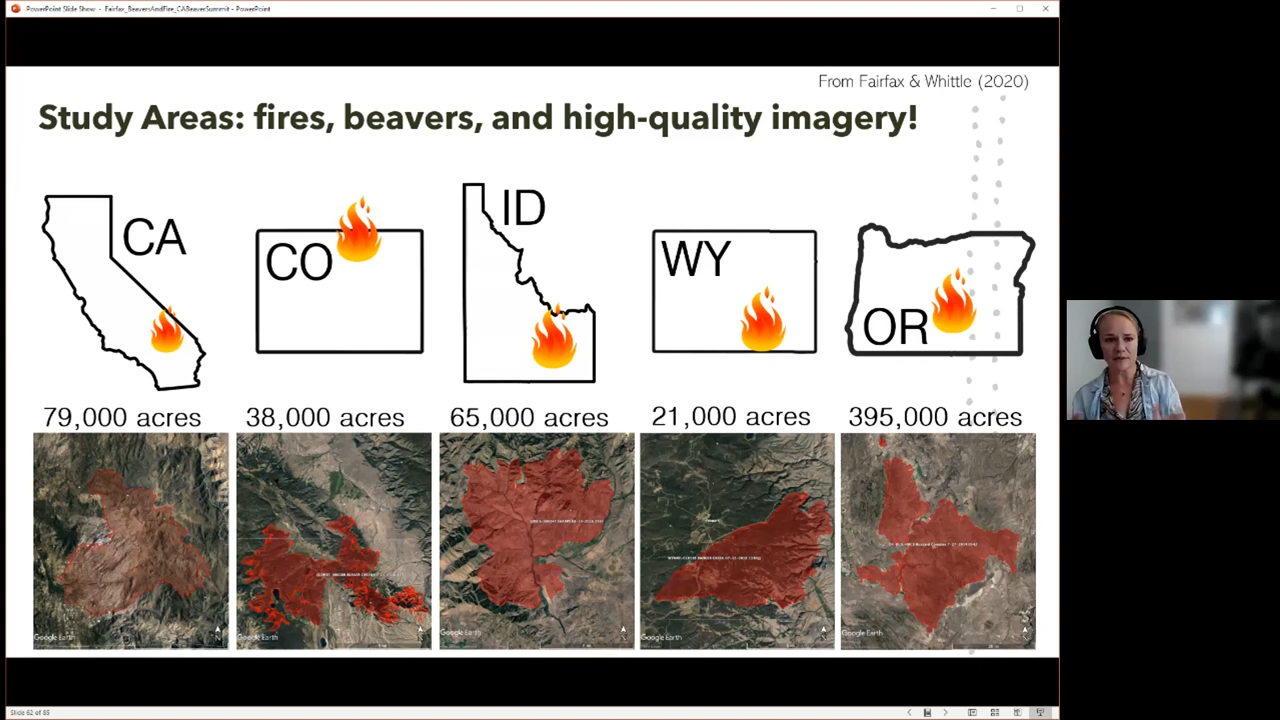 PowerPoint Slide Show - Fairfax_BeaversAndFire_CABeaverSummit - PowerPoint
From Fairfax & Whittle (2020)
Study Areas: fires, beavers, and high-quality imagery!
CA
CO
ID
WY
OR
79,000 acres
38,000 acres
65,000 acres
21,000 acres
395,000 acres
Google Earth
Google Earth
Google Earth
Google Earth
Google Earth
Slide 62 of 85